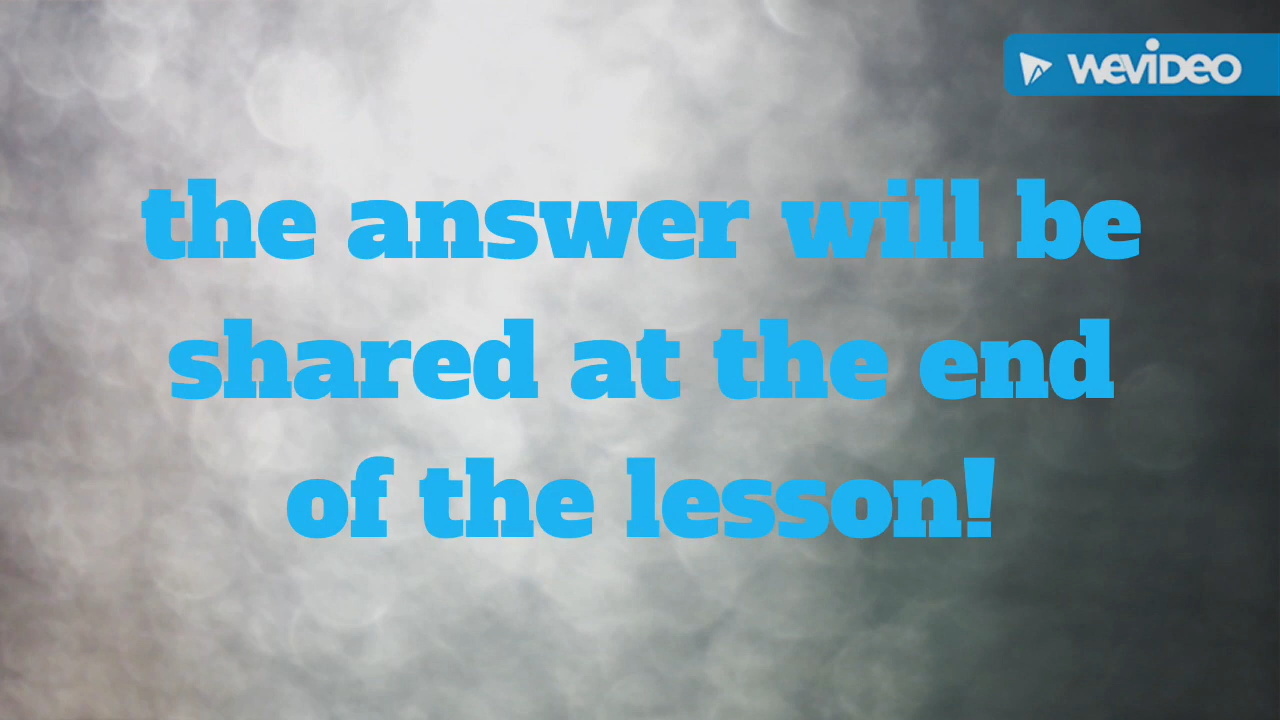 WEVIDEO
the answer will be
shared at the end
of the lesson!